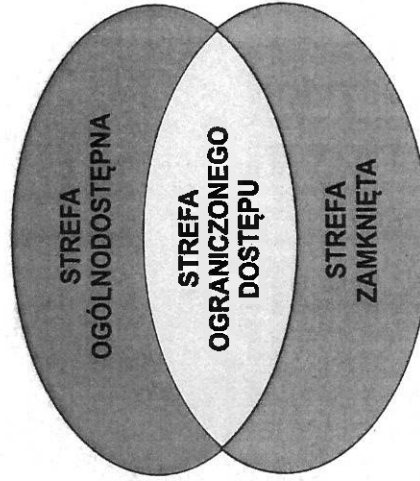 STREFA
OGÓLNODOSTĘPNA
STREFA
OGRANICZONEGO
DOSTĘPU
STREFA
ZAMKNIĘTA